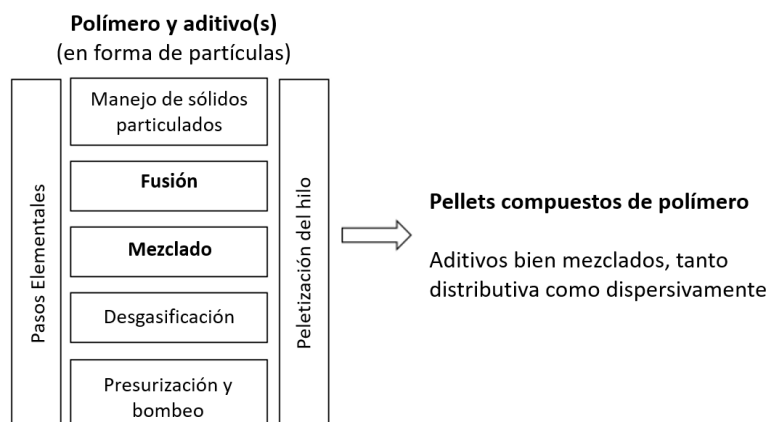 Polímero y aditivo(s)
(en forma de partículas)
Pasos Elementales
Manejo de sólidos
particulados
Fusión
Mezclado
Desgasificación
Presurización y
bombeo
Peletización del hilo
Pellets compuestos de polímero
Aditivos bien mezclados, tanto
distributiva como dispersivamente